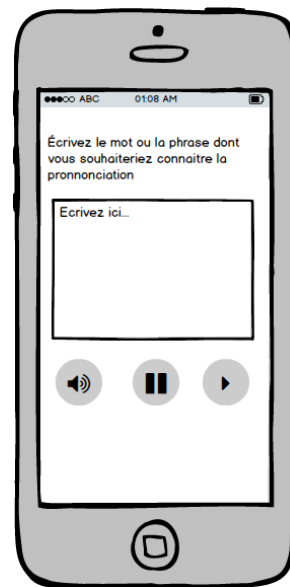 ABC 01:08 AM
Écrivez le mot ou la phrase dont
vous souhaiteriez connaitre la
pronnonciation
Ecrivez ici...